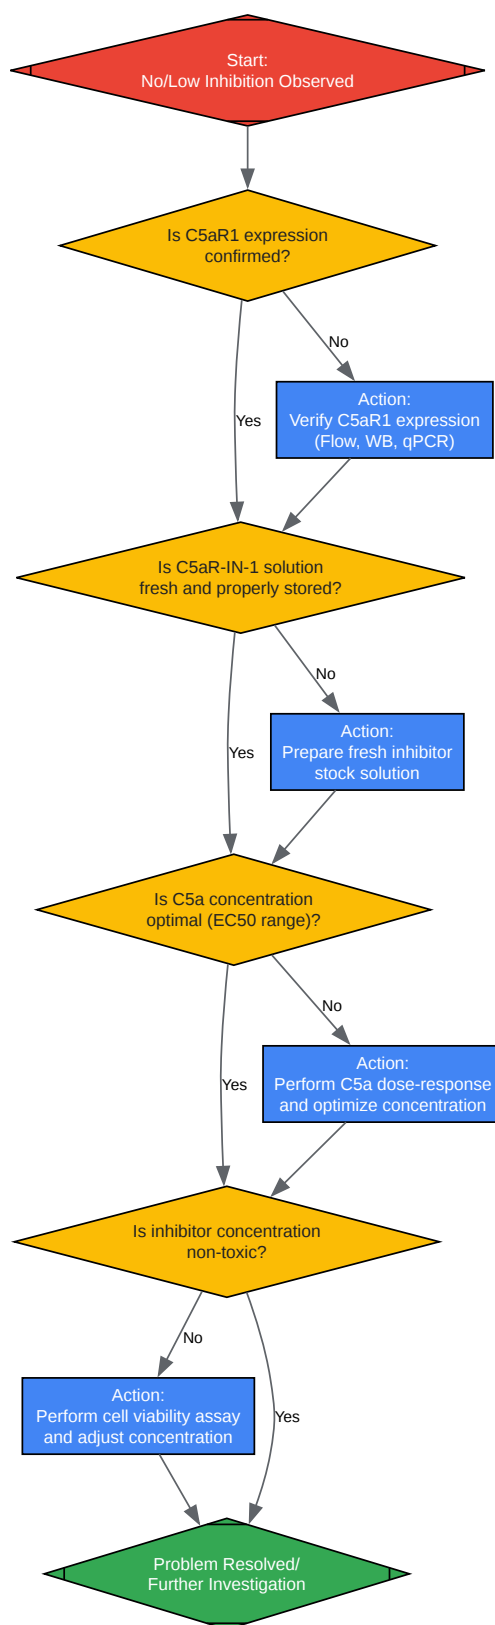 Start:
No/Low Inhibition Observed
Is C5aR1 expression
confirmed?
No
Action:
Verify C5aR1 expression
(Flow, WB, qPCR)
Yes
Is C5aR-IN-1 solution
fresh and properly stored?
No
Action:
Prepare fresh inhibitor
stock solution
Yes
Is C5a concentration
optimal (EC50 range)?
No
Action:
Perform C5a dose-response
and optimize concentration
Yes
Is inhibitor concentration
non-toxic?
No
Action:
Perform cell viability assay
and adjust concentration
Yes
Problem Resolved/
Further Investigation